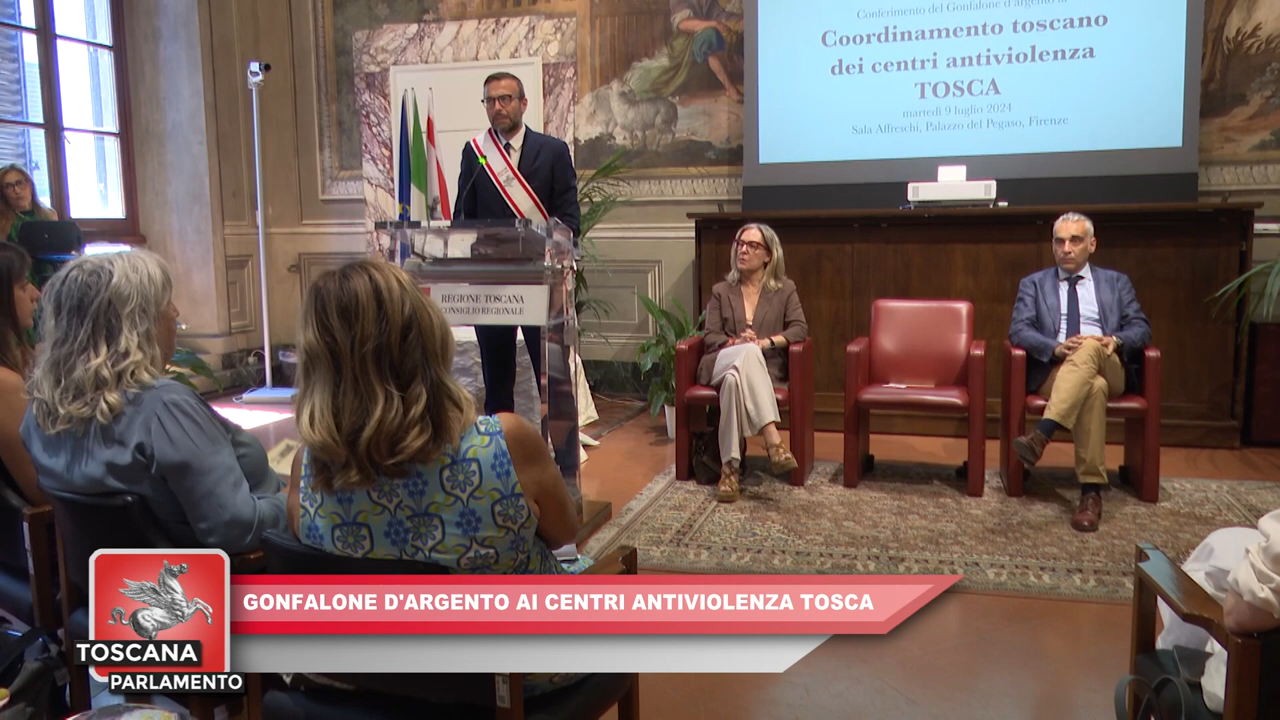 Conferimento del Gonfalone d'argento al
Coordinamento toscano
dei centri antiviolenza
TOSCA
martedì 9 luglio 2024
Sala Affreschi, Palazzo del Pegaso, Firenze
REGIONE TOSCANA
CONSIGLIO REGIONALE
GONFALONE D'ARGENTO AI CENTRI ANTIVIOLENZA TOSCA
TOSCANA
PARLAMENTO